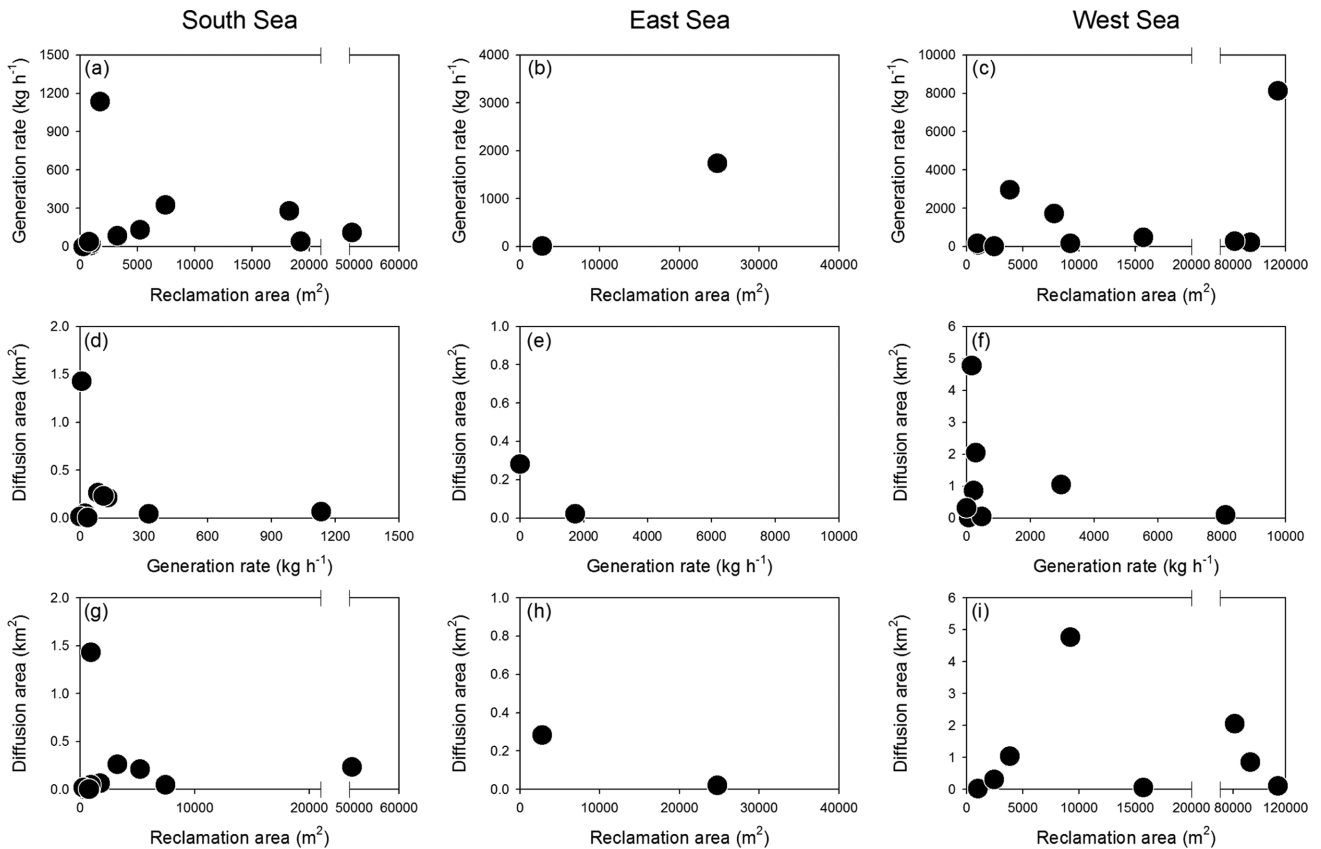 South Sea
East Sea
West Sea
(a)
Generation rate (kg h⁻¹)
1500
1200
900
600
300
0
0 5000 10000 15000 20000 50000 60000
Reclamation area (m²)
(b)
Generation rate (kg h⁻¹)
4000
3000
2000
1000
0
0 10000 20000 30000 40000
Reclamation area (m²)
(c)
Generation rate (kg h⁻¹)
10000
8000
6000
4000
2000
0
0 5000 10000 15000 20000 80000 120000
Reclamation area (m²)
(d)
Diffusion area (km²)
2.0
1.5
1.0
0.5
0.0
0 300 600 900 1200 1500
Generation rate (kg h⁻¹)
(e)
Diffusion area (km²)
1.0
0.8
0.6
0.4
0.2
0.0
0 2000 4000 6000 8000 10000
Generation rate (kg h⁻¹)
(f)
Diffusion area (km²)
6
5
4
3
2
1
0
0 2000 4000 6000 8000 10000
Generation rate (kg h⁻¹)
(g)
Diffusion area (km²)
2.0
1.5
1.0
0.5
0.0
0 10000 20000 50000 60000
Reclamation area (m²)
(h)
Diffusion area (km²)
1.0
0.8
0.6
0.4
0.2
0.0
0 10000 20000 30000 40000
Reclamation area (m²)
(i)
Diffusion area (km²)
6
5
4
3
2
1
0
0 5000 10000 15000 20000 80000 120000
Reclamation area (m²)